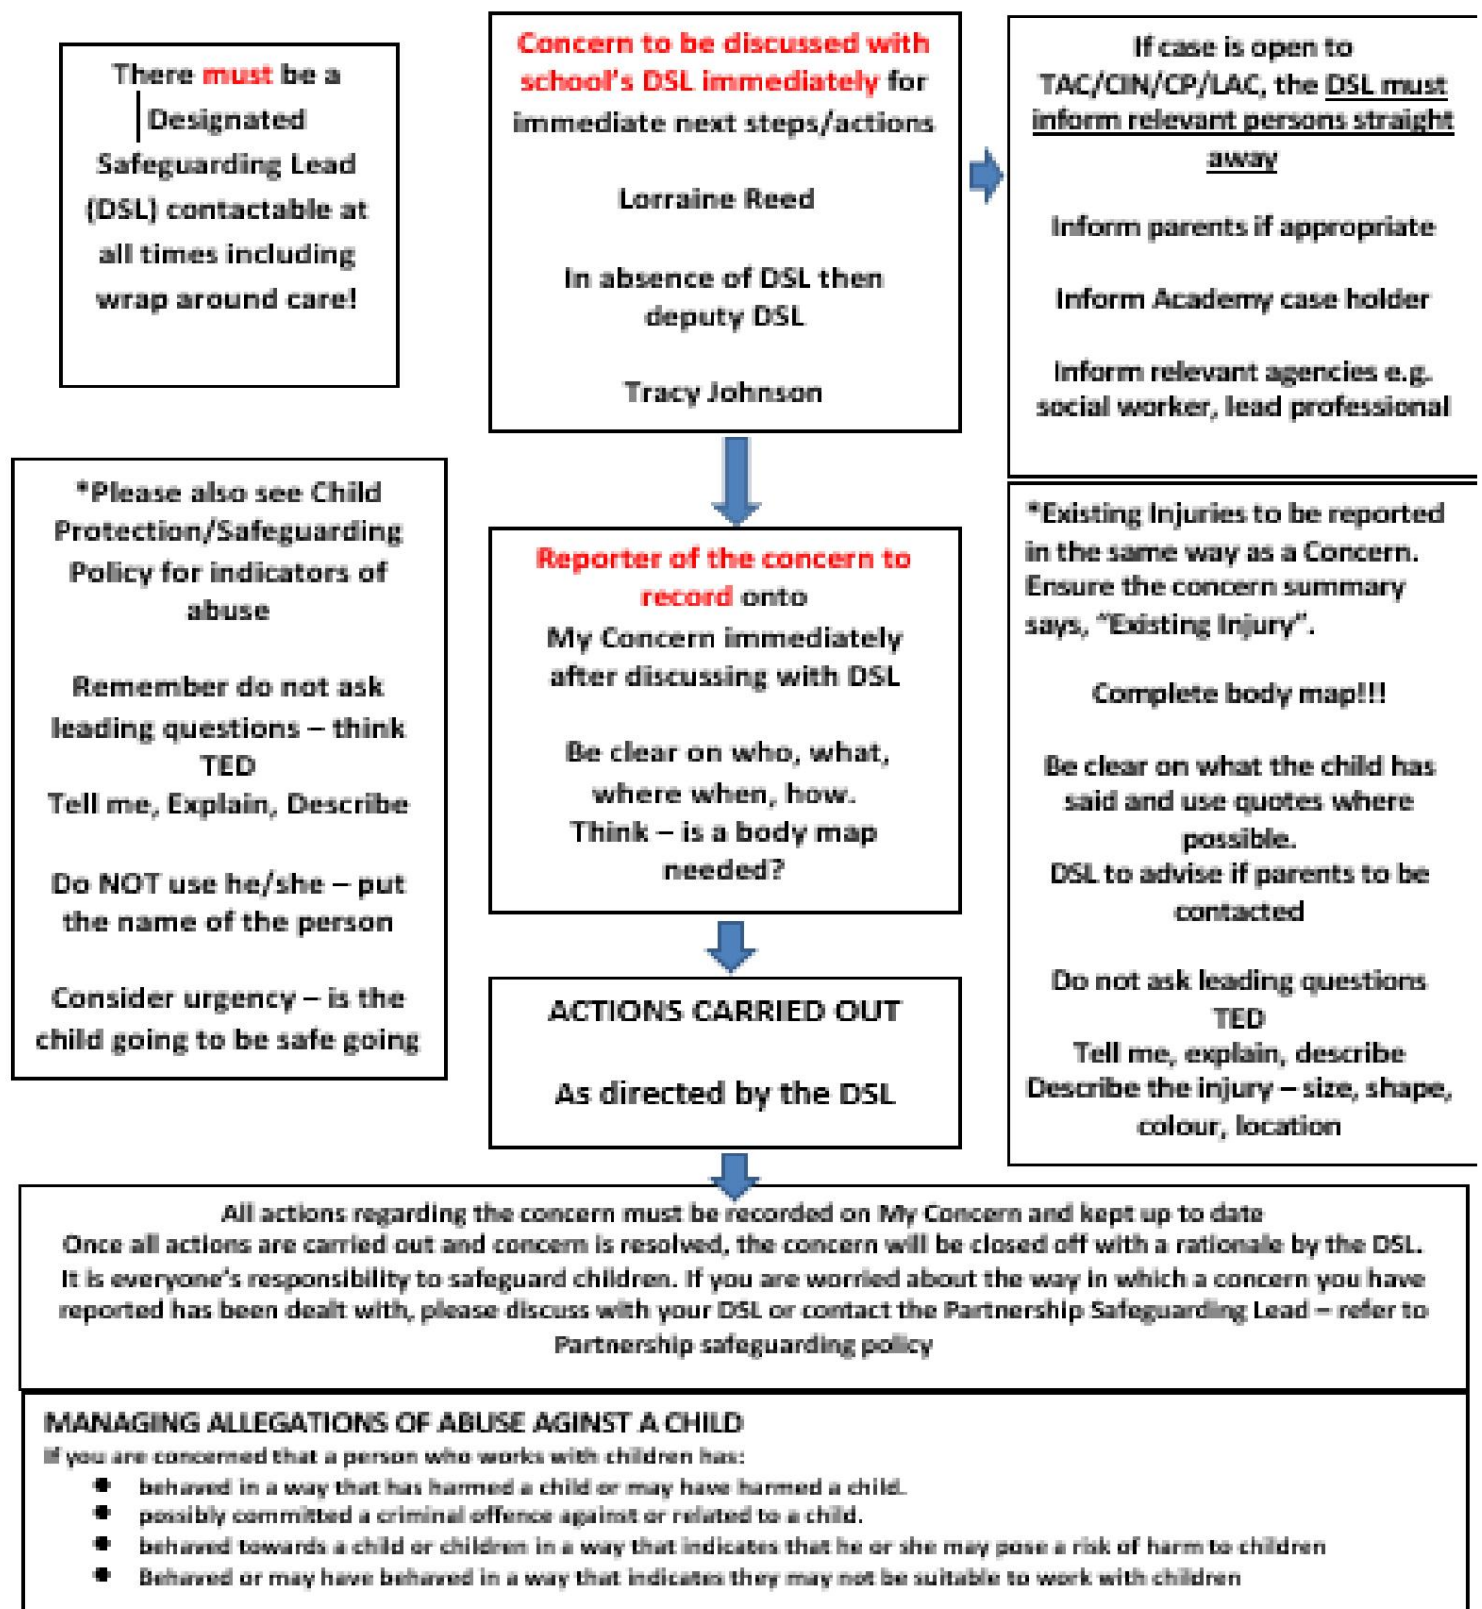 There must be a
Designated
Safeguarding Lead
(DSL) contactable at
all times including
wrap around care!
Concern to be discussed with
school's DSL immediately for
immediate next steps/actions
Lorraine Reed
In absence of DSL then
deputy DSL
Tracy Johnson
If case is open to
TAC/CIN/CP/LAC, the DSL must
inform relevant persons straight
away
Inform parents if appropriate
Inform Academy case holder
Inform relevant agencies e.g.
social worker, lead professional
*Please also see Child
Protection/Safeguarding
Policy for indicators of
abuse
Remember do not ask
leading questions – think
TED
Tell me, Explain, Describe
Do NOT use he/she – put
the name of the person
Consider urgency – is the
child going to be safe going
Reporter of the concern to
record onto
My Concern immediately
after discussing with DSL
Be clear on who, what,
where when, how.
Think – is a body map
needed?
*Existing Injuries to be reported
in the same way as a Concern.
Ensure the concern summary
says, “Existing Injury”.
Complete body map!!!
Be clear on what the child has
said and use quotes where
possible.
DSL to advise if parents to be
contacted
Do not ask leading questions
TED
Tell me, explain, describe
Describe the injury – size, shape,
colour, location
ACTIONS CARRIED OUT
As directed by the DSL
All actions regarding the concern must be recorded on My Concern and kept up to date
Once all actions are carried out and concern is resolved, the concern will be closed off with a rationale by the DSL.
It is everyone's responsibility to safeguard children. If you are worried about the way in which a concern you have
reported has been dealt with, please discuss with your DSL or contact the Partnership Safeguarding Lead – refer to
Partnership safeguarding policy
MANAGING ALLEGATIONS OF ABUSE AGINST A CHILD
If you are concerned that a person who works with children has:
● behaved in a way that has harmed a child or may have harmed a child.
● possibly committed a criminal offence against or related to a child.
● behaved towards a child or children in a way that indicates that he or she may pose a risk of harm to children
● Behaved or may have behaved in a way that indicates they may not be suitable to work with children